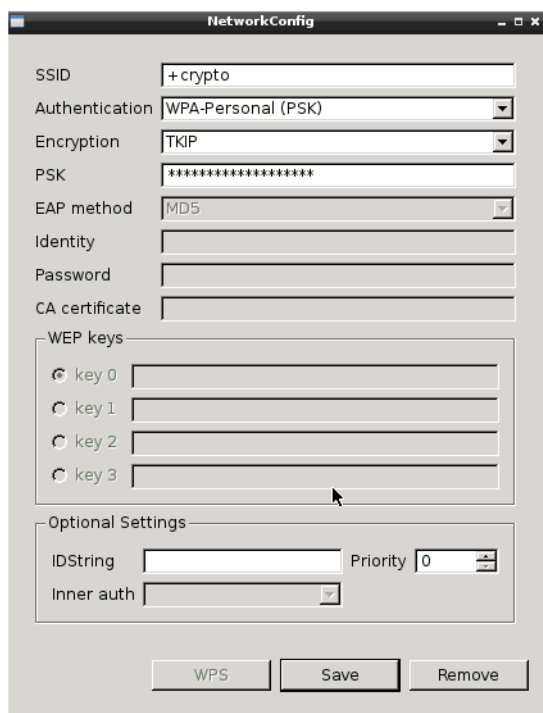 NetworkConfig
SSID +crypto
Authentication WPA-Personal (PSK)
Encryption TKIP
PSK *******************
EAP method MD5
Identity
Password
CA certificate
WEP keys
key 0
key 1
key 2
key 3
Optional Settings
IDString Priority 0
Inner auth
WPS Save Remove